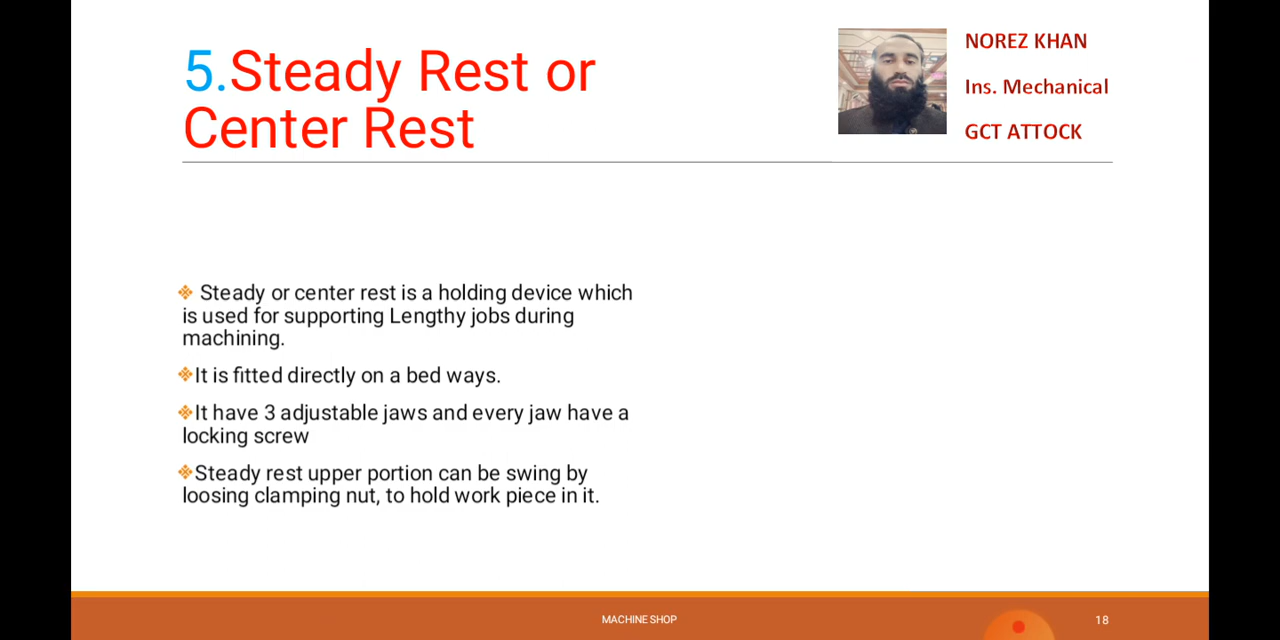 5.Steady Rest or
Center Rest
NOREZ KHAN
Ins. Mechanical
GCT ATTOCK
❖ Steady or center rest is a holding device which
is used for supporting Lengthy jobs during
machining.
❖It is fitted directly on a bed ways.
❖It have 3 adjustable jaws and every jaw have a
locking screw
❖Steady rest upper portion can be swing by
loosing clamping nut, to hold work piece in it.
MACHINE SHOP
18